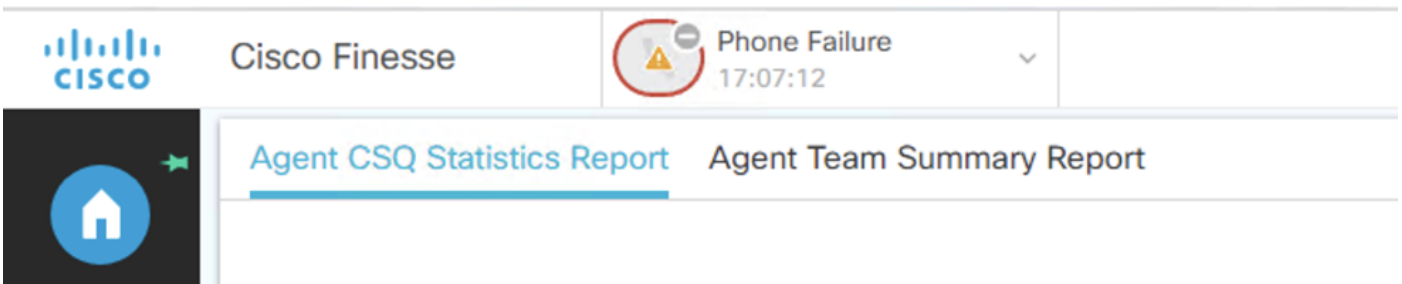 CISCO
Cisco Finesse
Phone Failure
17:07:12
Agent CSQ Statistics Report
Agent Team Summary Report